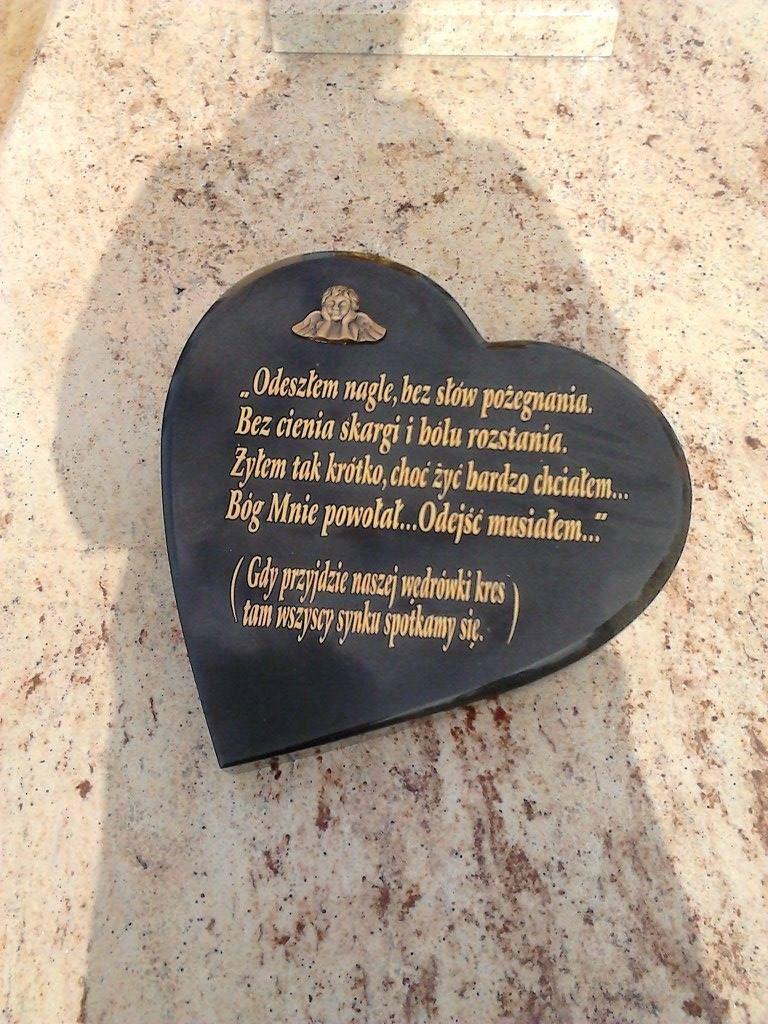 „Odeszłem nagle, bez słów pożegnania.
Bez cienia skargi i bólu rozstania.
Żyłem tak krótko, choć żyć bardzo chciałem...
Bóg Mnie powołał...Odejść musiałem..."
(Gdy przyjdzie naszej wędrówki kres
tam wszyscy synku spotkamy się.)